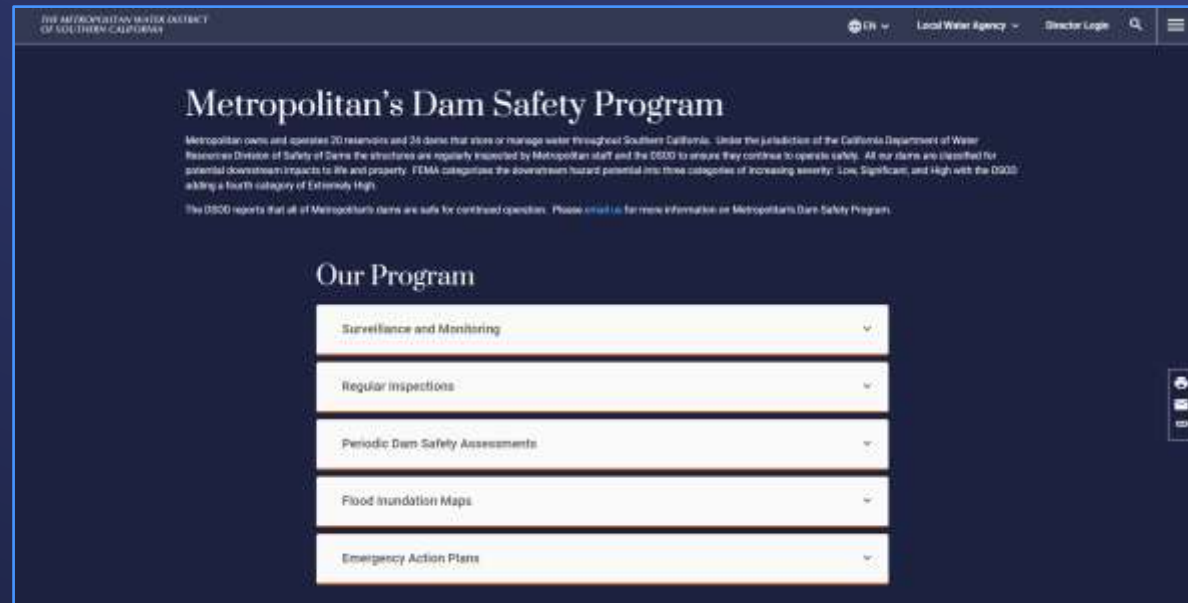 THE METROPOLITAN WATER DISTRICT
OF SOUTHERN CALIFORNIA
EN
Local Water Agency
Director Login
Metropolitan's Dam Safety Program
Metropolitan owns and operates 20 reservoirs and 24 dams that store or manage water throughout Southern California. Under the jurisdiction of the California Department of Water
Resources Division of Safety of Dams the structures are regularly inspected by Metropolitan staff and the DSOD to ensure they continue to operate safely. All our dams are classified for
potential downstream impacts to life and property. FEMA categorizes the downstream hazard potential into three categories of increasing severity: Low, Significant, and High with the DSOD
adding a fourth category of Extremely High.
The DSOD reports that all of Metropolitan's dams are safe for continued operation. Please email us for more information on Metropolitan's Dam Safety Program.
Our Program
Surveillance and Monitoring
Regular Inspections
Periodic Dam Safety Assessments
Flood Inundation Maps
Emergency Action Plans